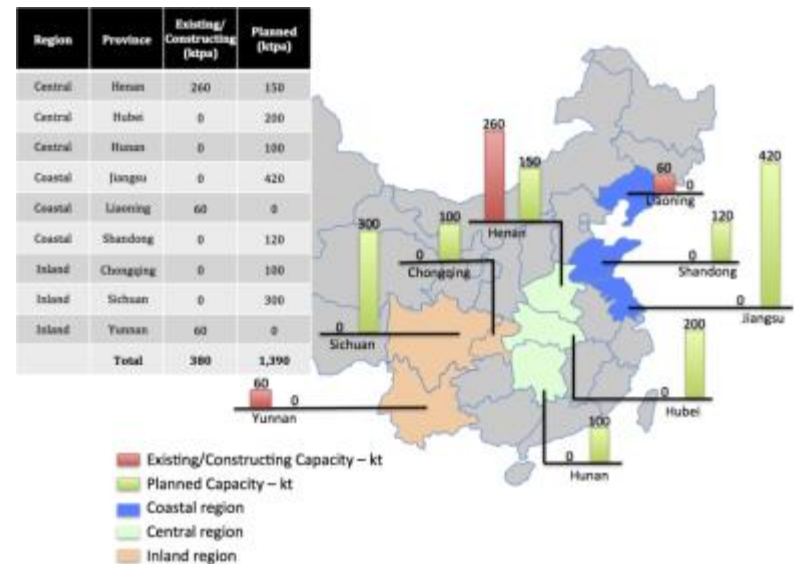 Region Province Existing/ Constructing (ktpa) Planned (ktpa)
Central Henan 260 150
Central Hubei 0 200
Central Hunan 0 100
Coastal Jiangsu 0 420
Coastal Liaoning 60 0
Coastal Shandong 0 120
Inland Chongqing 0 100
Inland Sichuan 0 300
Inland Yunnan 60 0
Total 380 1,390
260
150
Henan
60
0
Liaoning
420
0
Jiangsu
300
0
Sichuan
100
0
Chongqing
120
0
Shandong
200
0
Hubei
60
0
Yunnan
100
0
Hunan
Existing/Constructing Capacity – kt
Planned Capacity – kt
Coastal region
Central region
Inland region